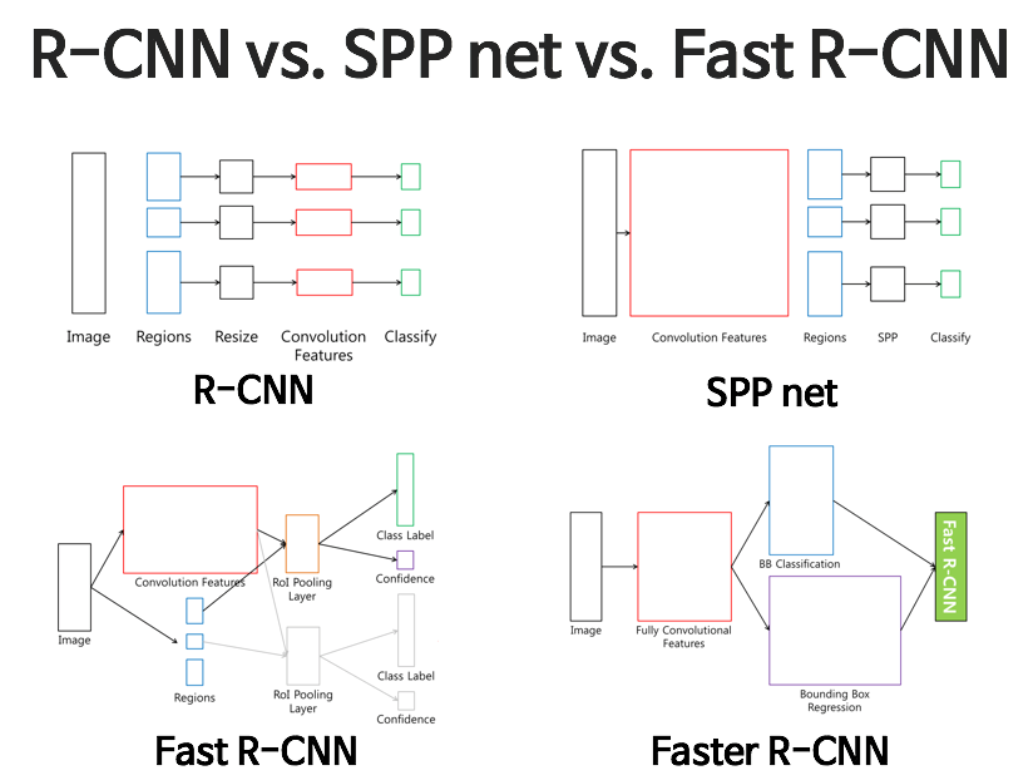 R-CNN vs. SPP net vs. Fast R-CNN
Image
Regions
Resize
Convolution
Features
Classify
R-CNN
Image
Convolution Features
Regions
SPP
Classify
SPP net
Image
Convolution Features
Regions
RoI Pooling
Layer
Class Label
Confidence
RoI Pooling
Layer
Class Label
Confidence
Fast R-CNN
Image
Fully Convolutional
Features
BB Classification
Bounding Box
Regression
Fast R-CNN
Faster R-CNN